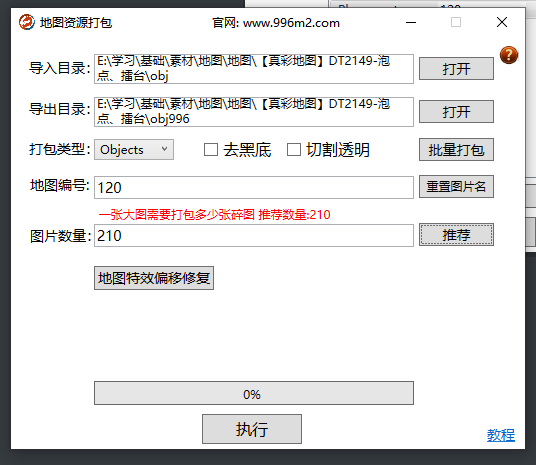 地图资源打包 官网: www.996m2.com
导入目录: E:\学习\基础\素材\地图\地图\【真彩地图】DT2149-泡
点、擂台\obj 打开
导出目录: E:\学习\基础\素材\地图\地图\【真彩地图】DT2149-泡
点、擂台\obj996 打开
打包类型: Objects 去黑底 切割透明 批量打包
地图编号: 120 重置图片名
一张大图需要打包多少张碎图 推荐数量:210
图片数量: 210 推荐
地图特效偏移修复
0%
执行
教程